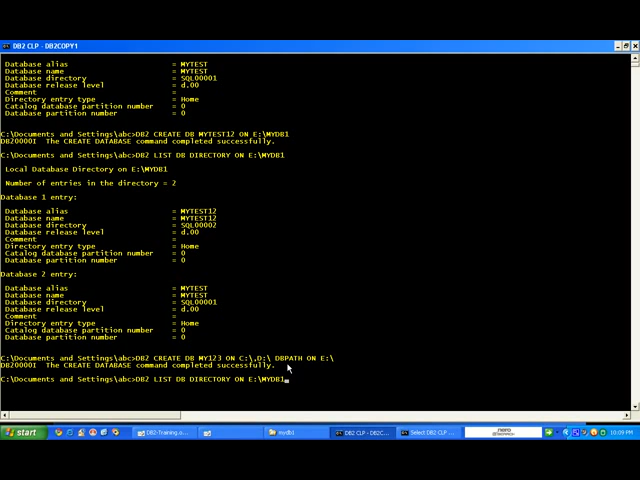 DB2 CLP - DB2COPY1
Database alias = MYTEST
Database name = MYTEST
Database directory = SQL00001
Database release level = d.00
Comment =
Directory entry type = Home
Catalog database partition number = 0
Database partition number = 0
C:\Documents and Settings\abc>DB2 CREATE DB MYTEST12 ON E:\MYDB1
DB20000I The CREATE DATABASE command completed successfully.
C:\Documents and Settings\abc>DB2 LIST DB DIRECTORY ON E:\MYDB1
Local Database Directory on E:\MYDB1
Number of entries in the directory = 2
Database 1 entry:
Database alias = MYTEST12
Database name = MYTEST12
Database directory = SQL00002
Database release level = d.00
Comment =
Directory entry type = Home
Catalog database partition number = 0
Database partition number = 0
Database 2 entry:
Database alias = MYTEST
Database name = MYTEST
Database directory = SQL00001
Database release level = d.00
Comment =
Directory entry type = Home
Catalog database partition number = 0
Database partition number = 0
C:\Documents and Settings\abc>DB2 CREATE DB MY123 ON C:\,D:\ DBPATH ON E:\
DB20000I The CREATE DATABASE command completed successfully.
C:\Documents and Settings\abc>DB2 LIST DB DIRECTORY ON E:\MYDB1
start DB2-Training.o... mydb1 DB2 CLP - DB2C... Select DB2 CLP ... nero 10:09 PM